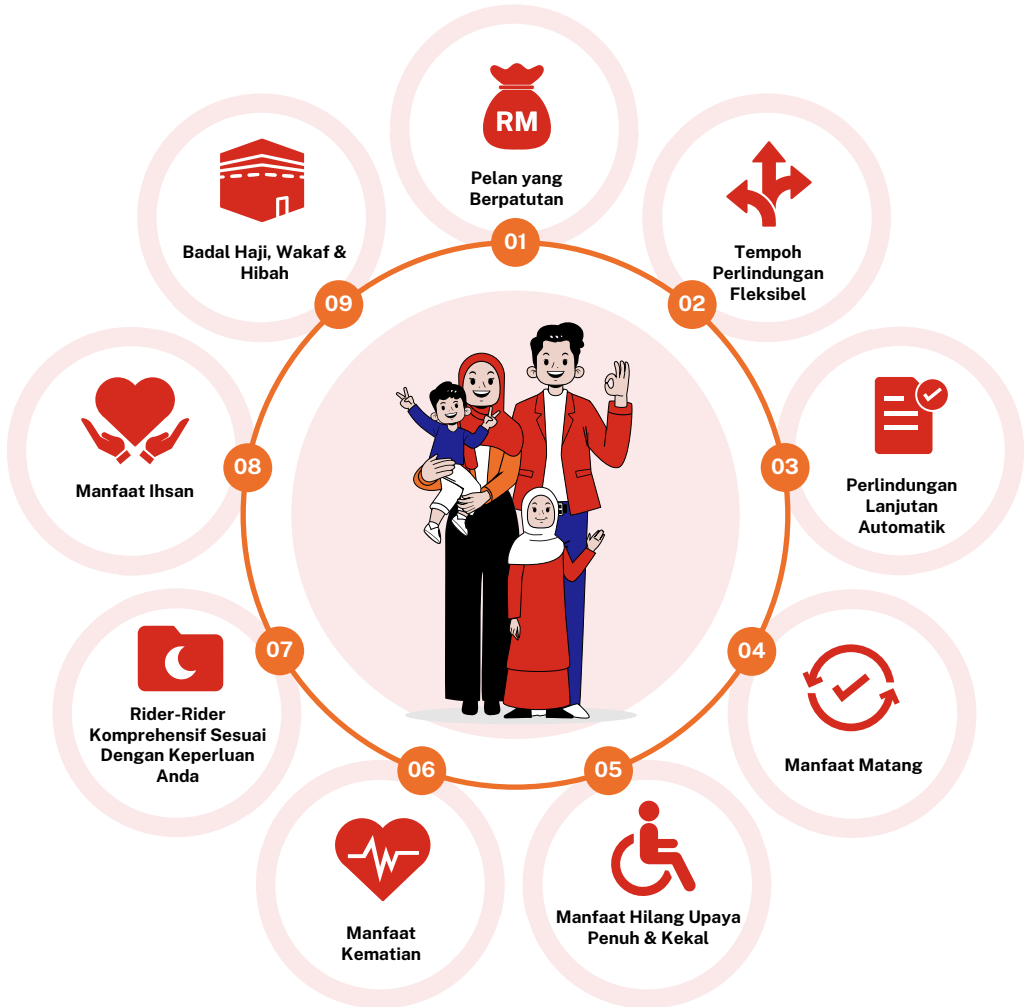 RM
Pelan yang
Berpatutan
01
Tempoh
Perlindungan
Fleksibel
02
Perlindungan
Lanjutan
Automatik
03
Manfaat Matang
04
Manfaat Hilang Upaya
Penuh & Kekal
05
Manfaat
Kematian
06
Rider-Rider
Komprehensif Sesuai
Dengan Keperluan
Anda
07
Manfaat Ihsan
08
Badal Haji, Wakaf &
Hibah
09